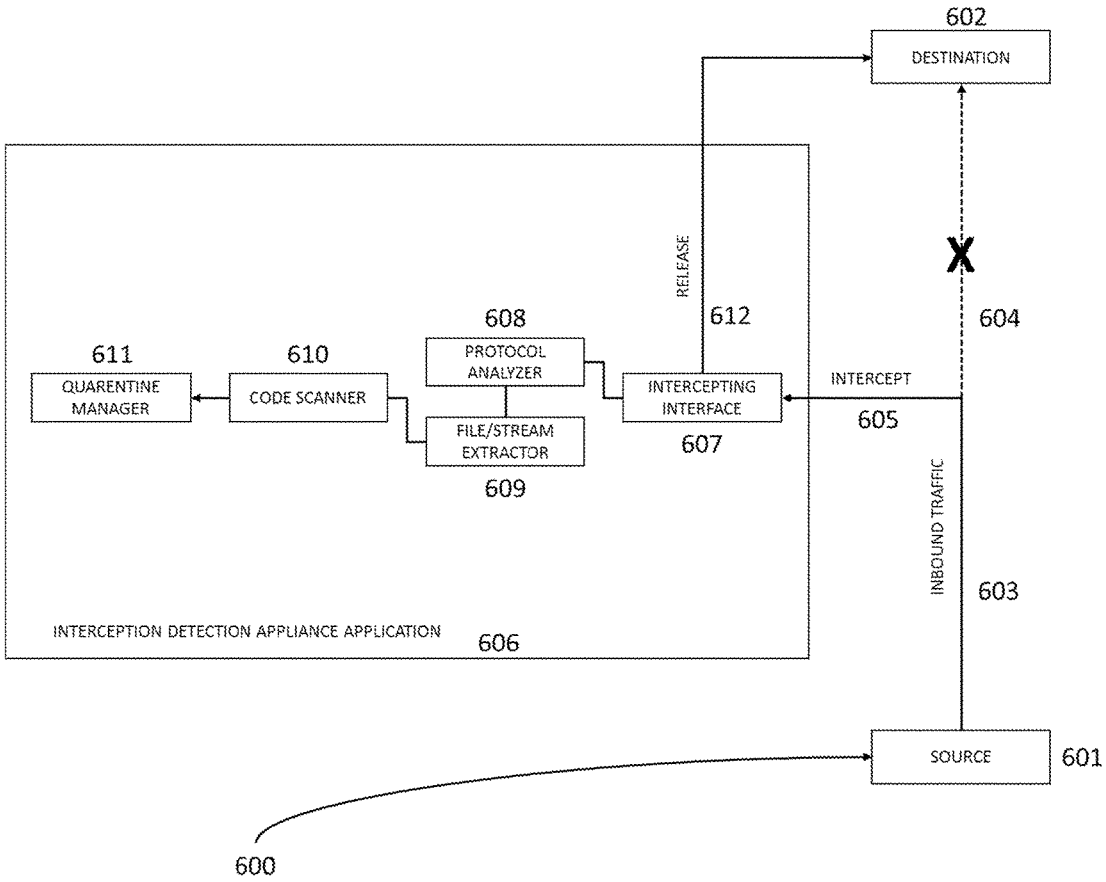 602
DESTINATION
RELEASE
612
604
608
PROTOCOL
ANALYZER
611
610
QUARENTINE
MANAGER
CODE SCANNER
INTERCEPTING
INTERFACE
607
INTERCEPT
605
FILE/STREAM
EXTRACTOR
609
INBOUND TRAFFIC
603
INTERCEPTION DETECTION APPLIANCE APPLICATION
606
SOURCE
601
600